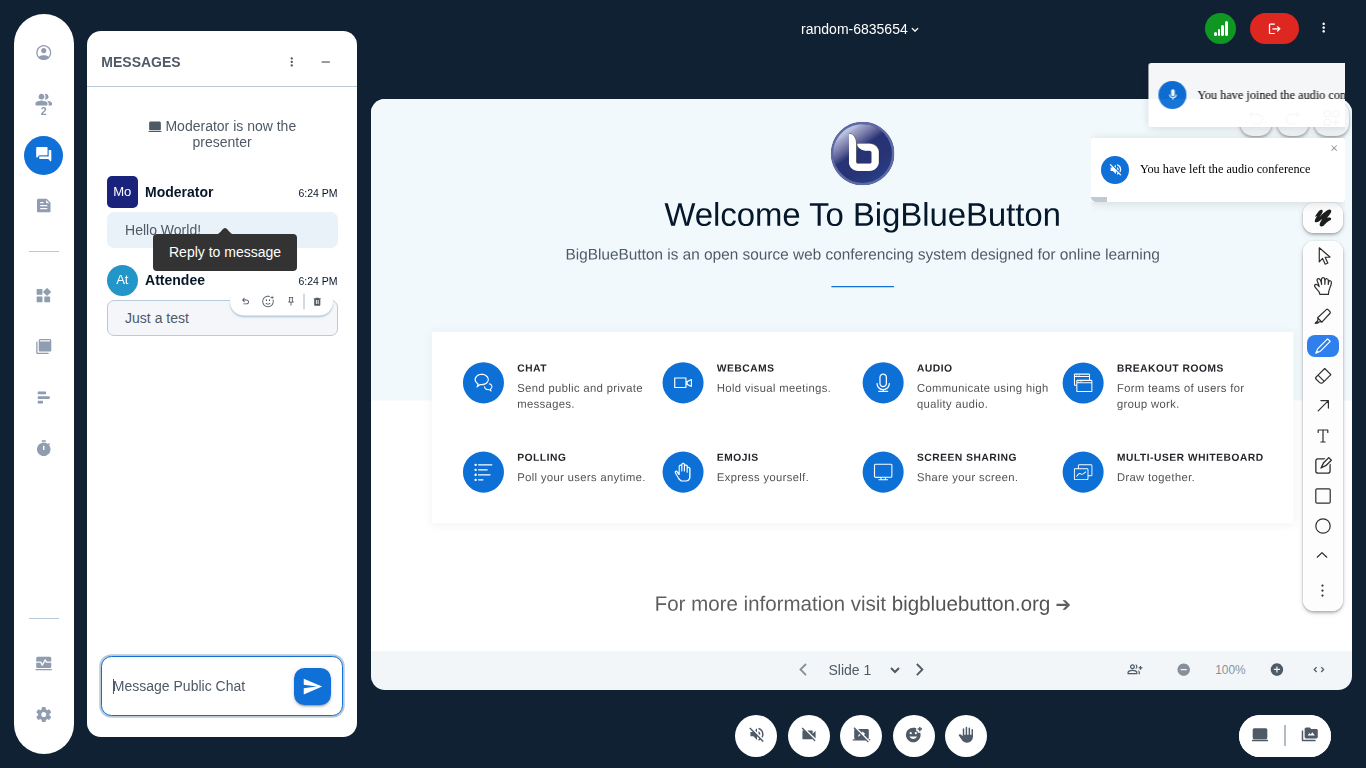 random-6835654
MESSAGES
2
Moderator is now the
presenter
Mo
Moderator
6:24 PM
Hello World!
Reply to message
At
Attendee
6:24 PM
Just a test
Message Public Chat
You have joined the audio con
You have left the audio conference
Welcome To BigBlueButton
BigBlueButton is an open source web conferencing system designed for online learning
CHAT
Send public and private
messages.
WEBCAMS
Hold visual meetings.
AUDIO
Communicate using high
quality audio.
BREAKOUT ROOMS
Form teams of users for
group work.
POLLING
Poll your users anytime.
EMOJIS
Express yourself.
SCREEN SHARING
Share your screen.
MULTI-USER WHITEBOARD
Draw together.
For more information visit bigbluebutton.org ➔
Slide 1
100%